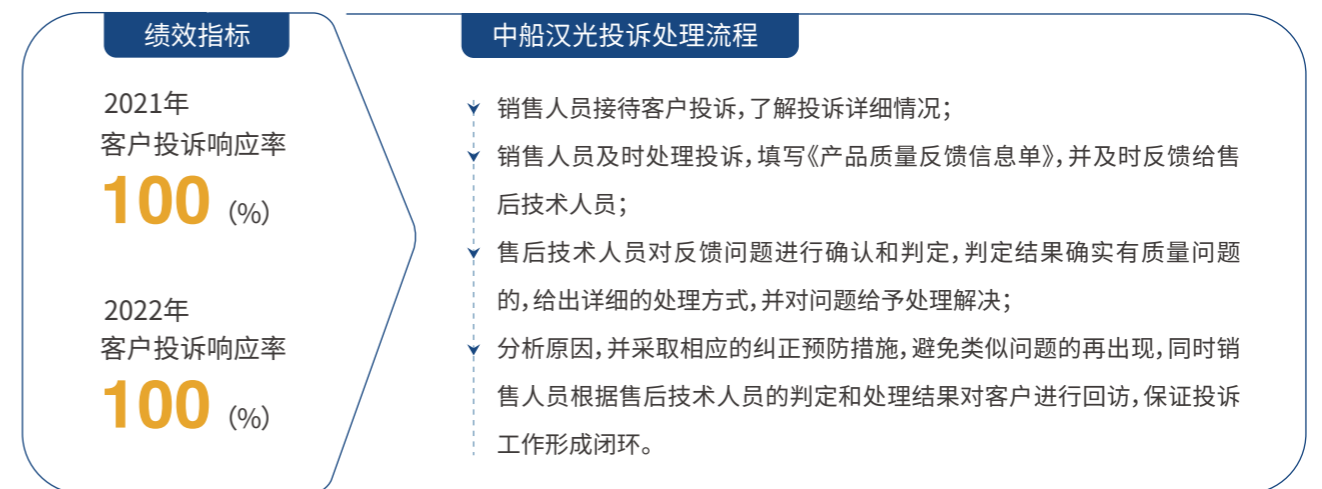 绩效指标
2021年
客户投诉响应率
100（%）
2022年
客户投诉响应率
100（%）
中船汉光投诉处理流程
销售人员接待客户投诉，了解投诉详细情况；
销售人员及时处理投诉，填写《产品质量反馈信息单》，并及时反馈给售
后技术人员；
售后技术人员对反馈问题进行确认和判定，判定结果确实有质量问题
的，给出详细的处理方式，并对问题给予处理解决；
分析原因，并采取相应的纠正预防措施，避免类似问题的再出现，同时销
售人员根据售后技术人员的判定和处理结果对客户进行回访，保证投诉
工作形成闭环。